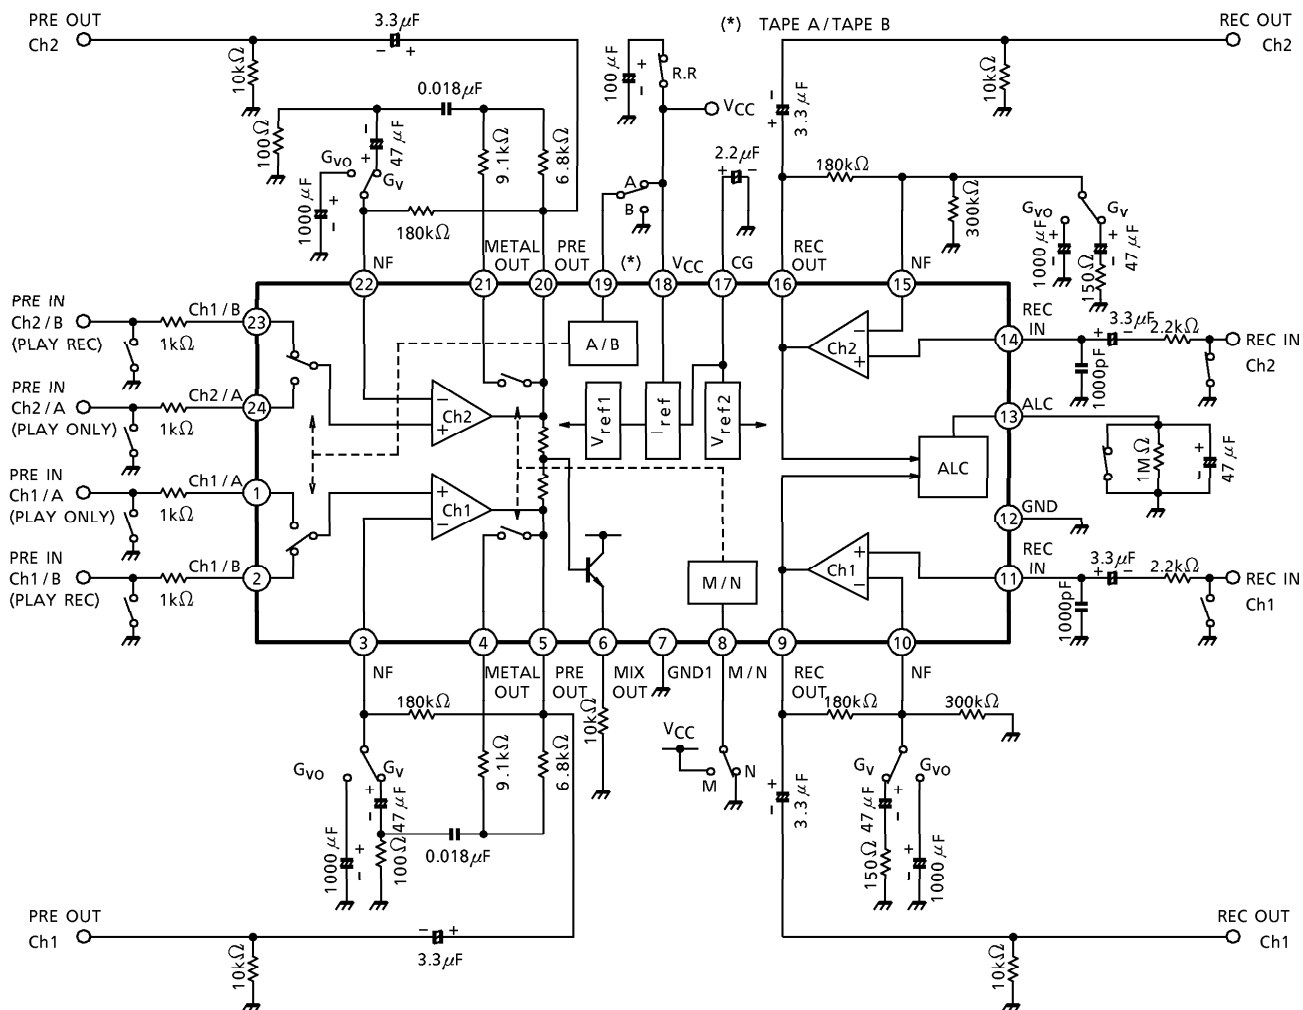 PRE OUT
Ch2
3.3μF
− +
(*) TAPE A/TAPE B
REC OUT
Ch2
10kΩ
0.018μF
100μF
+
-
R.R
VCC
3.3μF
-
+
10kΩ
100Ω
47μF
-
+
9.1kΩ
6.8kΩ
2.2μF
+ −
180kΩ
GVO
GV
1000μF
+
-
180kΩ
A
B
300kΩ
GVO
GV
1000μF
+
-
47μF
+
-
150Ω
NF
METAL OUT
PRE OUT
(*)
VCC
CG
REC OUT
NF
22
21
20
19
18
17
16
15
PRE IN
Ch2/B
(PLAY REC)
1kΩ
Ch1/B
23
A/B
Ch2
−
+
14
REC IN
3.3μF
+ −
2.2kΩ
1000pF
REC IN
Ch2
PRE IN
Ch2/A
(PLAY ONLY)
1kΩ
Ch2/A
24
−
Ch2
+
Vref1
Iref
Vref2
13
ALC
ALC
1MΩ
+
-
47μF
PRE IN
Ch1/A
(PLAY ONLY)
1kΩ
Ch1/A
1
+
Ch1
−
12
GND
PRE IN
Ch1/B
(PLAY REC)
1kΩ
Ch1/B
2
M/N
+
Ch1
−
11
REC IN
3.3μF
+ −
2.2kΩ
1000pF
REC IN
Ch1
3
4
5
6
7
8
9
10
NF
METAL OUT
PRE OUT
MIX OUT
GND1
M/N
REC OUT
NF
180kΩ
10kΩ
180kΩ
300kΩ
VCC
M
N
9.1kΩ
6.8kΩ
GVO
GV
+
-
47μF
+
-
3.3μF
GV
GVO
+
-
47μF
1000μF
+
-
100Ω
0.018μF
150Ω
+
-
1000μF
PRE OUT
Ch1
− +
3.3μF
10kΩ
REC OUT
Ch1
10kΩ